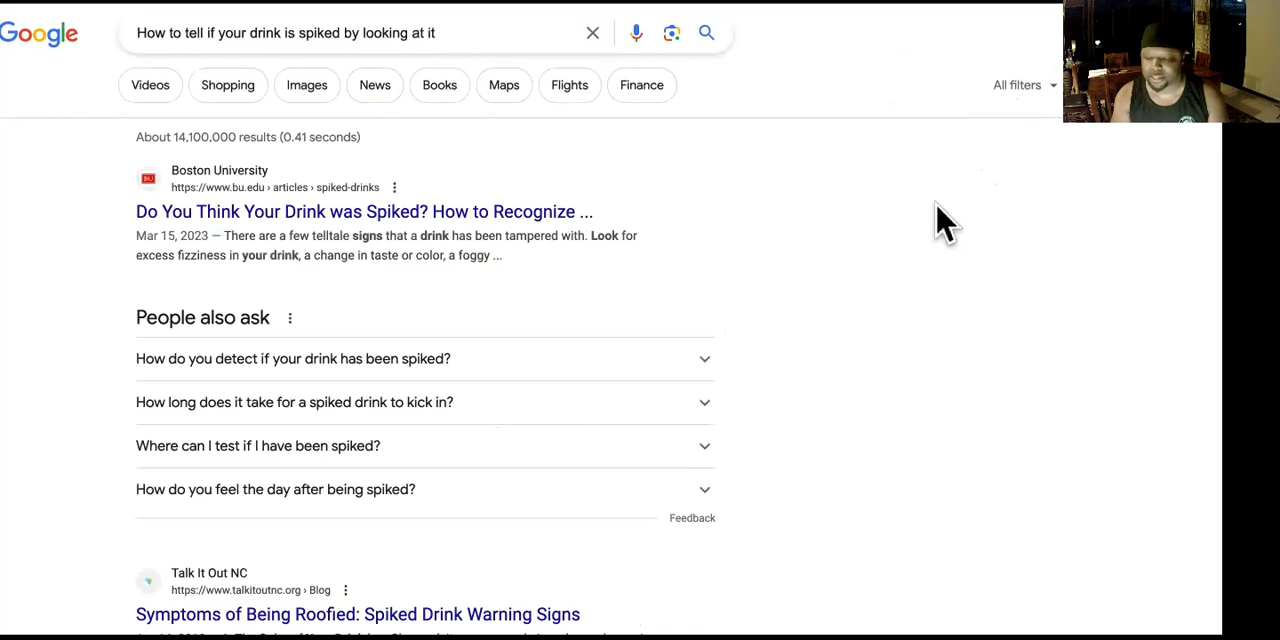 Google
How to tell if your drink is spiked by looking at it
Videos
Shopping
Images
News
Books
Maps
Flights
Finance
All filters
About 14,100,000 results (0.41 seconds)
BU
Boston University
https://www.bu.edu › articles › spiked-drinks
Do You Think Your Drink was Spiked? How to Recognize ...
Mar 15, 2023 — There are a few telltale signs that a drink has been tampered with. Look for
excess fizziness in your drink, a change in taste or color, a foggy ...
People also ask
How do you detect if your drink has been spiked?
How long does it take for a spiked drink to kick in?
Where can I test if I have been spiked?
How do you feel the day after being spiked?
Feedback
Talk It Out NC
https://www.talkitoutnc.org › Blog
Symptoms of Being Roofied: Spiked Drink Warning Signs